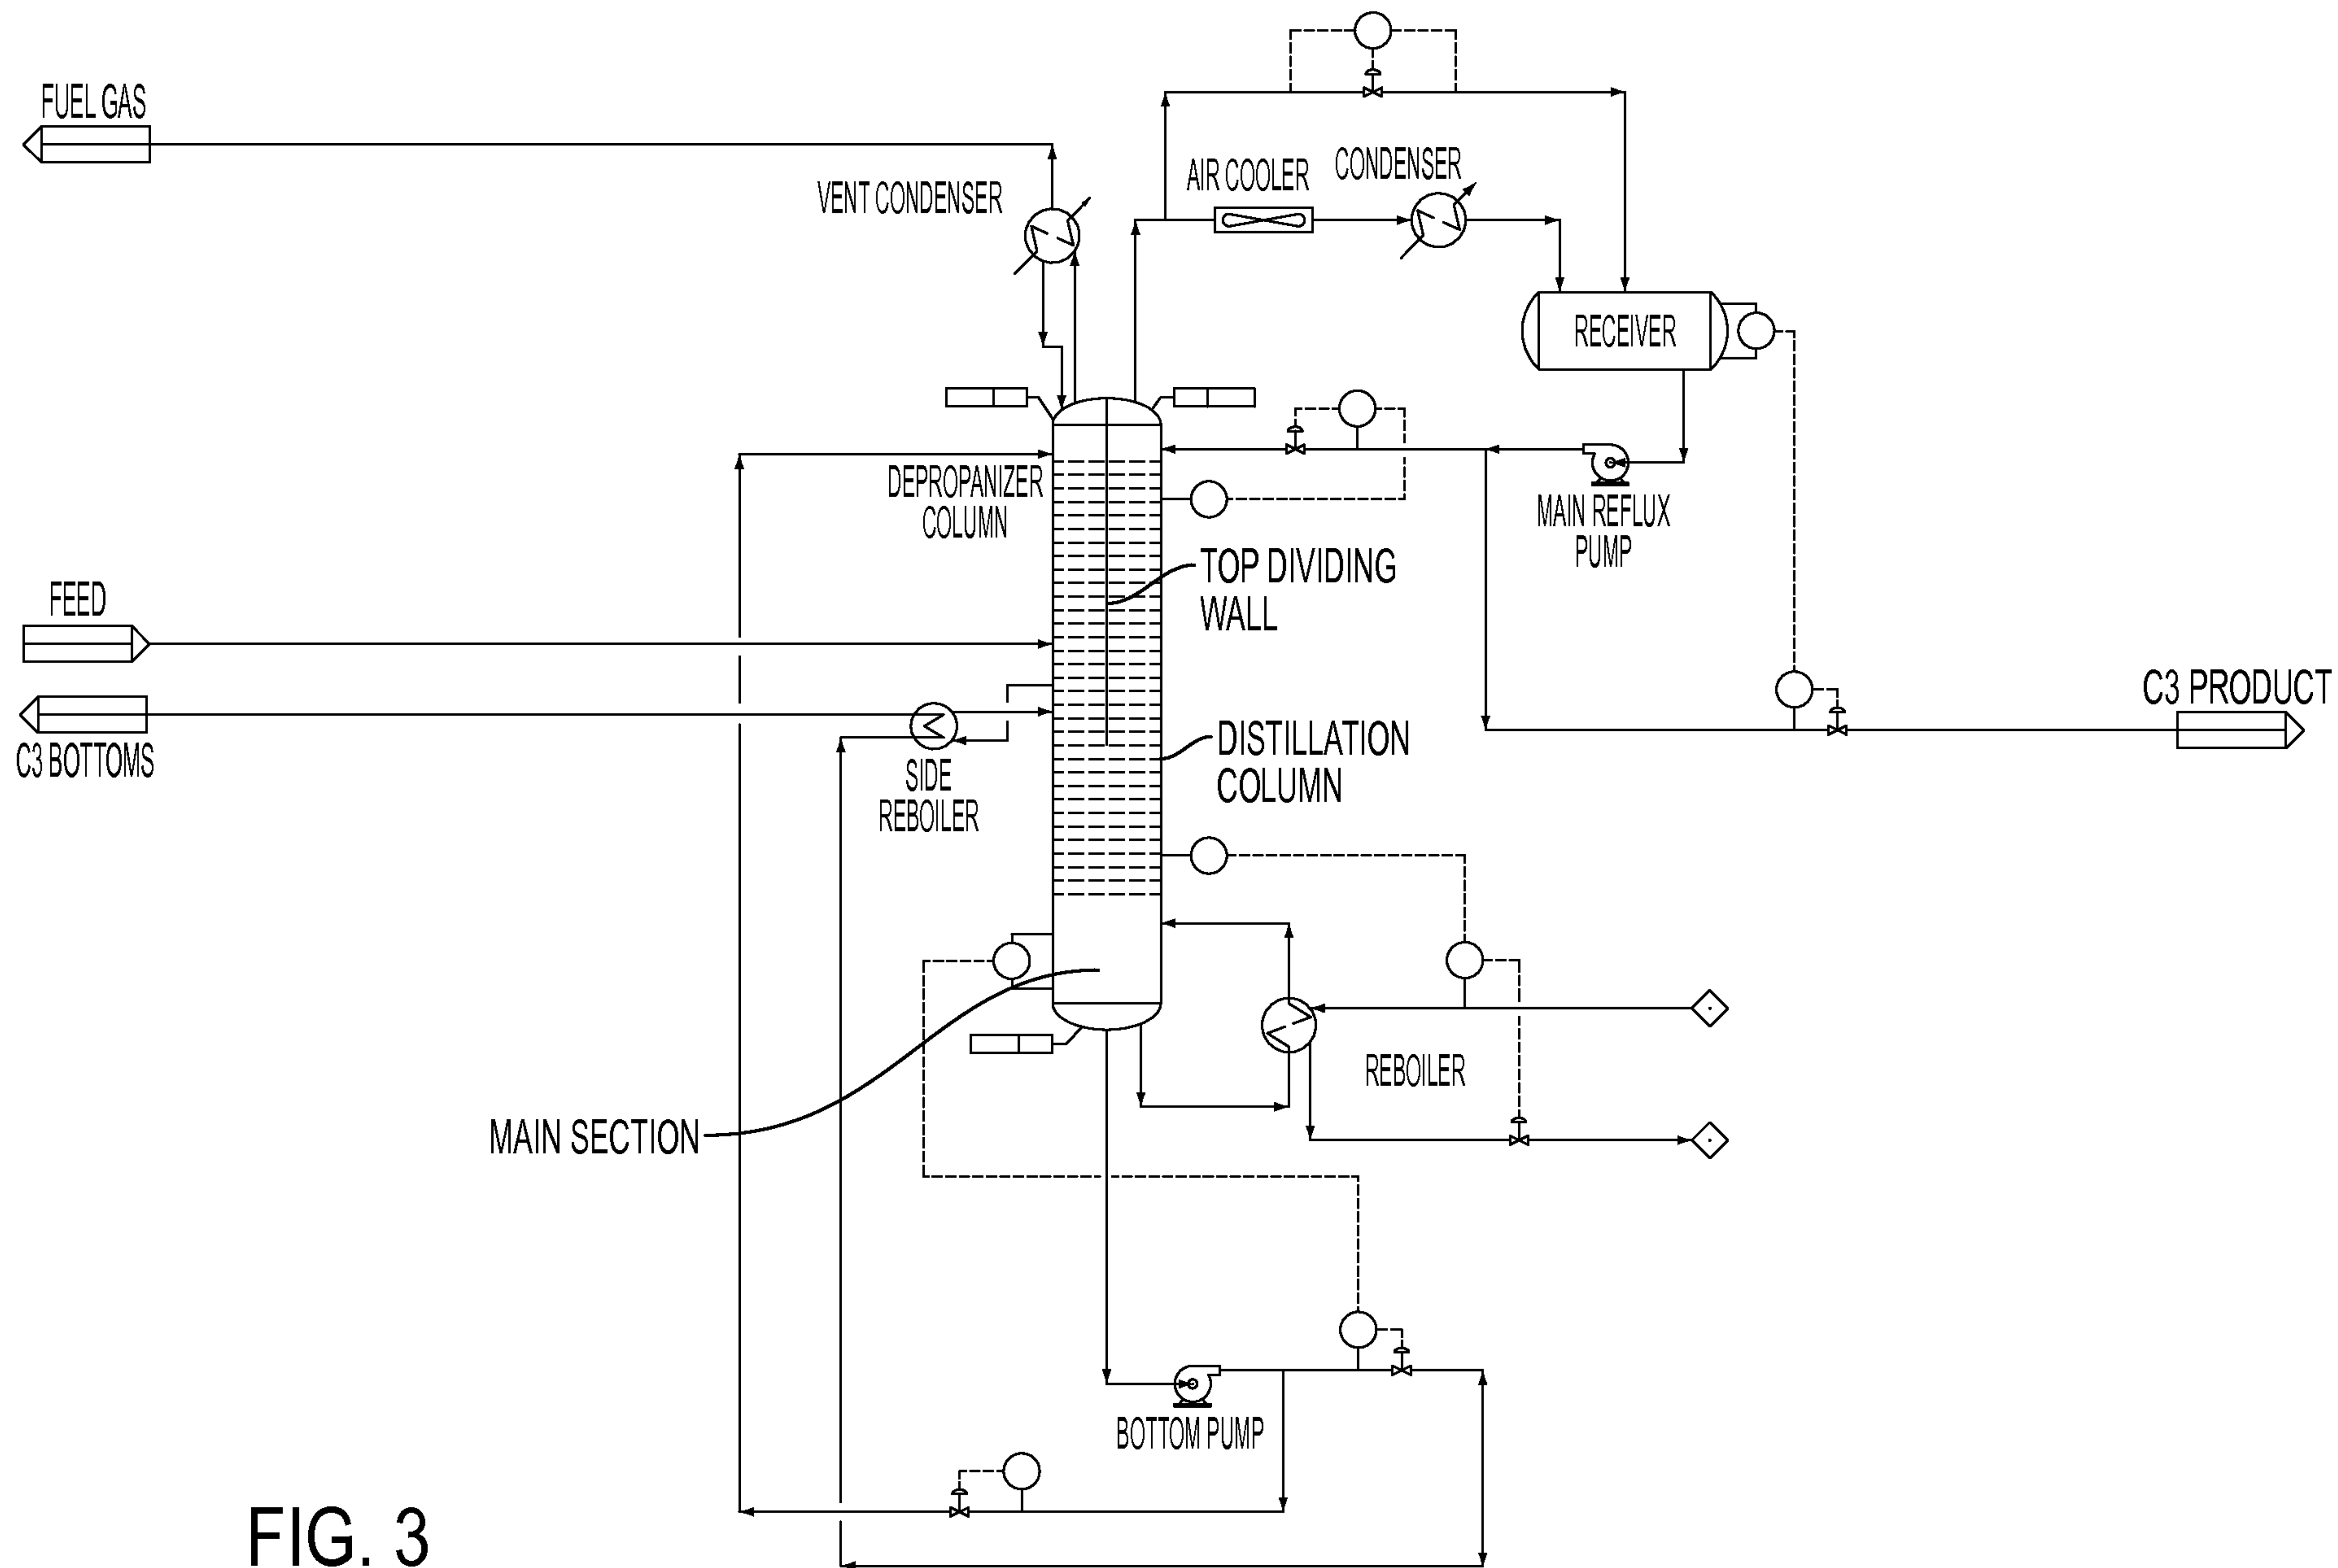 FUEL GAS
VENT CONDENSER
AIR COOLER
CONDENSER
RECEIVER
DEPROPANIZER
COLUMN
MAIN REFLUX
PUMP
TOP DIVIDING
WALL
FEED
C3 BOTTOMS
SIDE
REBOILER
DISTILLATION
COLUMN
C3 PRODUCT
REBOILER
MAIN SECTION
BOTTOM PUMP
FIG. 3